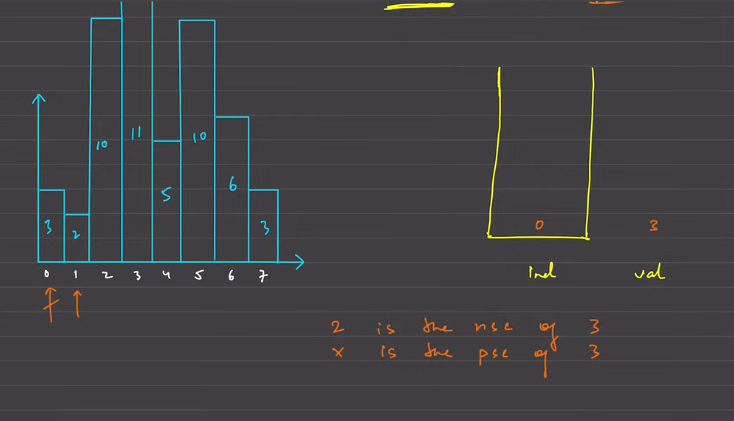 10 11 10
5 6
3 2 3
0 1 2 3 4 5 6 7
0 3
ind val
2 is the nse of 3
x is the pse of 3